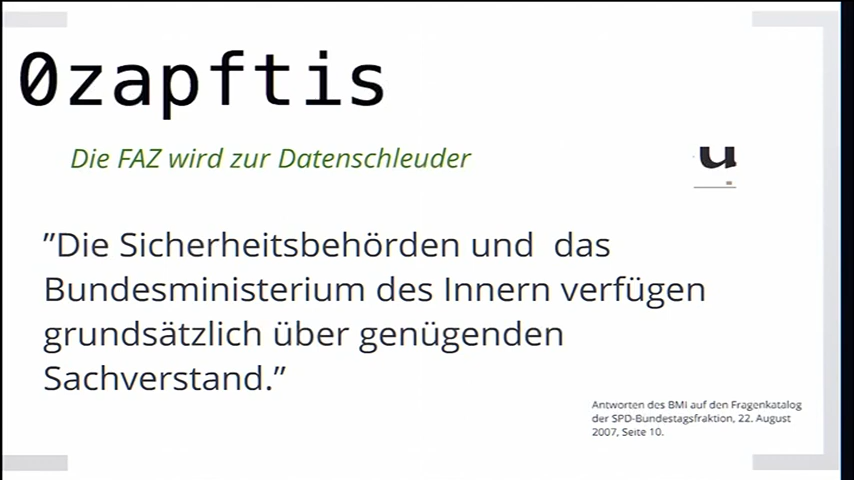 0zapftis
Die FAZ wird zur Datenschleuder
u
”Die Sicherheitsbehörden und das
Bundesministerium des Innern verfügen
grundsätzlich über genügenden
Sachverstand.”
Antworten des BMI auf den Fragenkatalog
der SPD-Bundestagsfraktion, 22. August
2007, Seite 10.